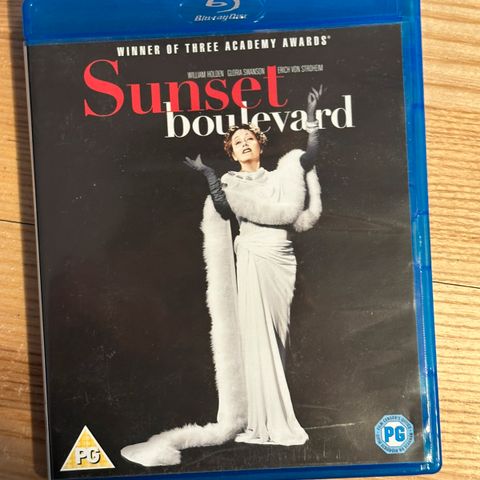 Blu-ray Disc
WINNER OF THREE ACADEMY AWARDS®
WILLIAM HOLDEN GLORIA SWANSON ERICH VON STROHEIM
Sunset
boulevard
PG
PG